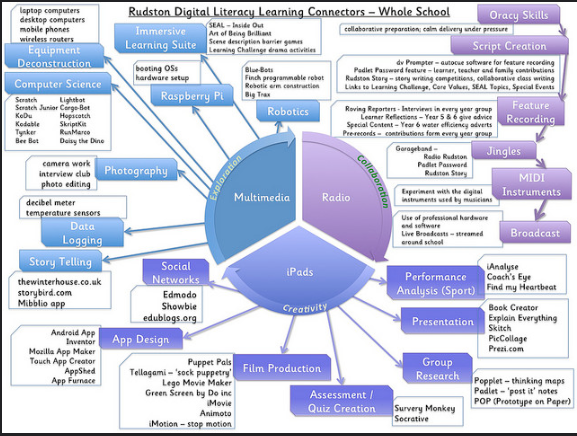 Rudston Digital Literacy Learning Connectors – Whole School
laptop computers
desktop computers
mobile phones
wireless routers
Equipment
Deconstruction
Immersive
Learning Suite
SEAL – Inside Out
Art of Being Brilliant
Scene description barrier games
Learning Challenge drama activities
Oracy Skills
collaborative preparation; calm delivery under pressure
Script Creation
dv Prompter – autocue software for feature recording
Padlet Password feature – learner, teacher and family contributions
Rudston Story – story writing competitions, collaborative class writing
Links to Learning Challenge, Core Values, SEAL Topics, Special Events
Computer Science
Scratch
Scratch Junior
KoDu
Kodable
Tynker
Bee Bot
Lightbot
Cargo-Bot
Hopscotch
SkriptKit
RunMarco
Daisy the Dino
booting OSs
hardware setup
Raspberry Pi
Blue-Bots
Finch programmable robot
Robotic arm construction
Big Trax
Robotics
Feature
Recording
Roving Reporters - Interviews in every year group
Learner Reflections – Year 5 & 6 give advice
Special Content – Year 6 water efficiency adverts
Pre-records – contributions form every year group
Jingles
Garageband –
Radio Rudston
Padlet Password
Rudston Story
MIDI
Instruments
Experiment with the digital
instruments used by musicians
Broadcast
Use of professional hardware
and software
Live Broadcasts – streamed
around school
Photography
camera work
interview club
photo editing
decibel meter
temperature sensors
Data
Logging
Story Telling
thewinterhouse.co.uk
storybird.com
Mibblio app
Exploration
Multimedia
Collaboration
Radio
iPads
Creativity
Social
Networks
Edmodo
Showbie
edublogs.org
App Design
Android App
Inventor
Mozilla App Maker
Touch App Creator
AppShed
App Furnace
Film Production
Puppet Pals
Tellagami – 'sock puppetry'
Lego Movie Maker
Green Screen by Do inc
iMovie
Animoto
iMotion – stop motion
Assessment /
Quiz Creation
Survery Monkey
Socrative
Group
Research
Popplet – thinking maps
Padlet – 'post it' notes
POP (Prototype on Paper)
Presentation
Book Creator
Explain Everything
Skitch
PicCollage
Prezi.com
Performance
Analysis (Sport)
iAnalyse
Coach's Eye
Find my Heartbeat